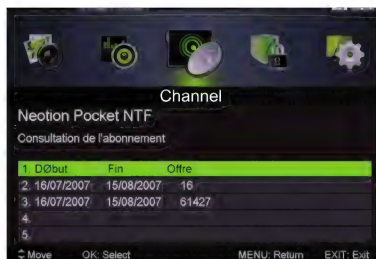 Channel
Neotion Pocket NTF
Consultation de l'abonnement
1. DØbut Fin Offre
2. 16/07/2007 15/08/2007 16
3. 16/07/2007 15/08/2007 61427
4.
5.
Move OK: Select MENU: Return EXIT: Exit